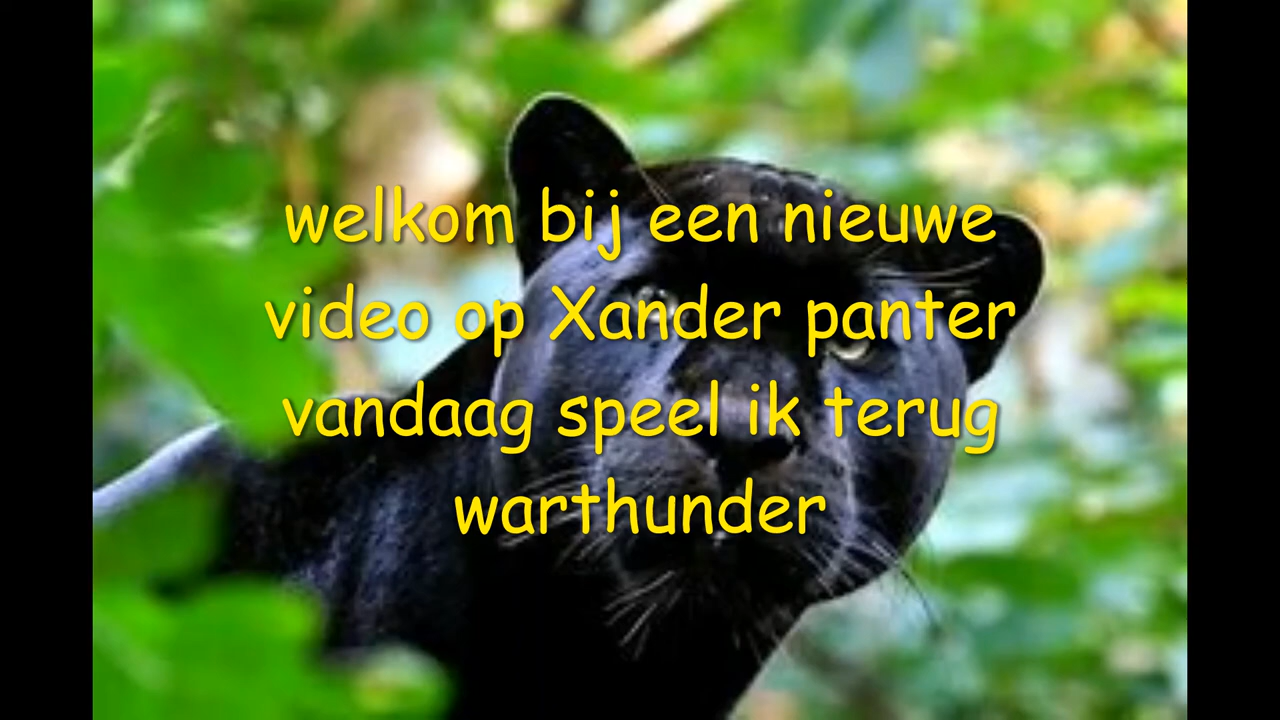 welkom bij een nieuwe
video op Xander panter
vandaag speel ik terug
warthunder